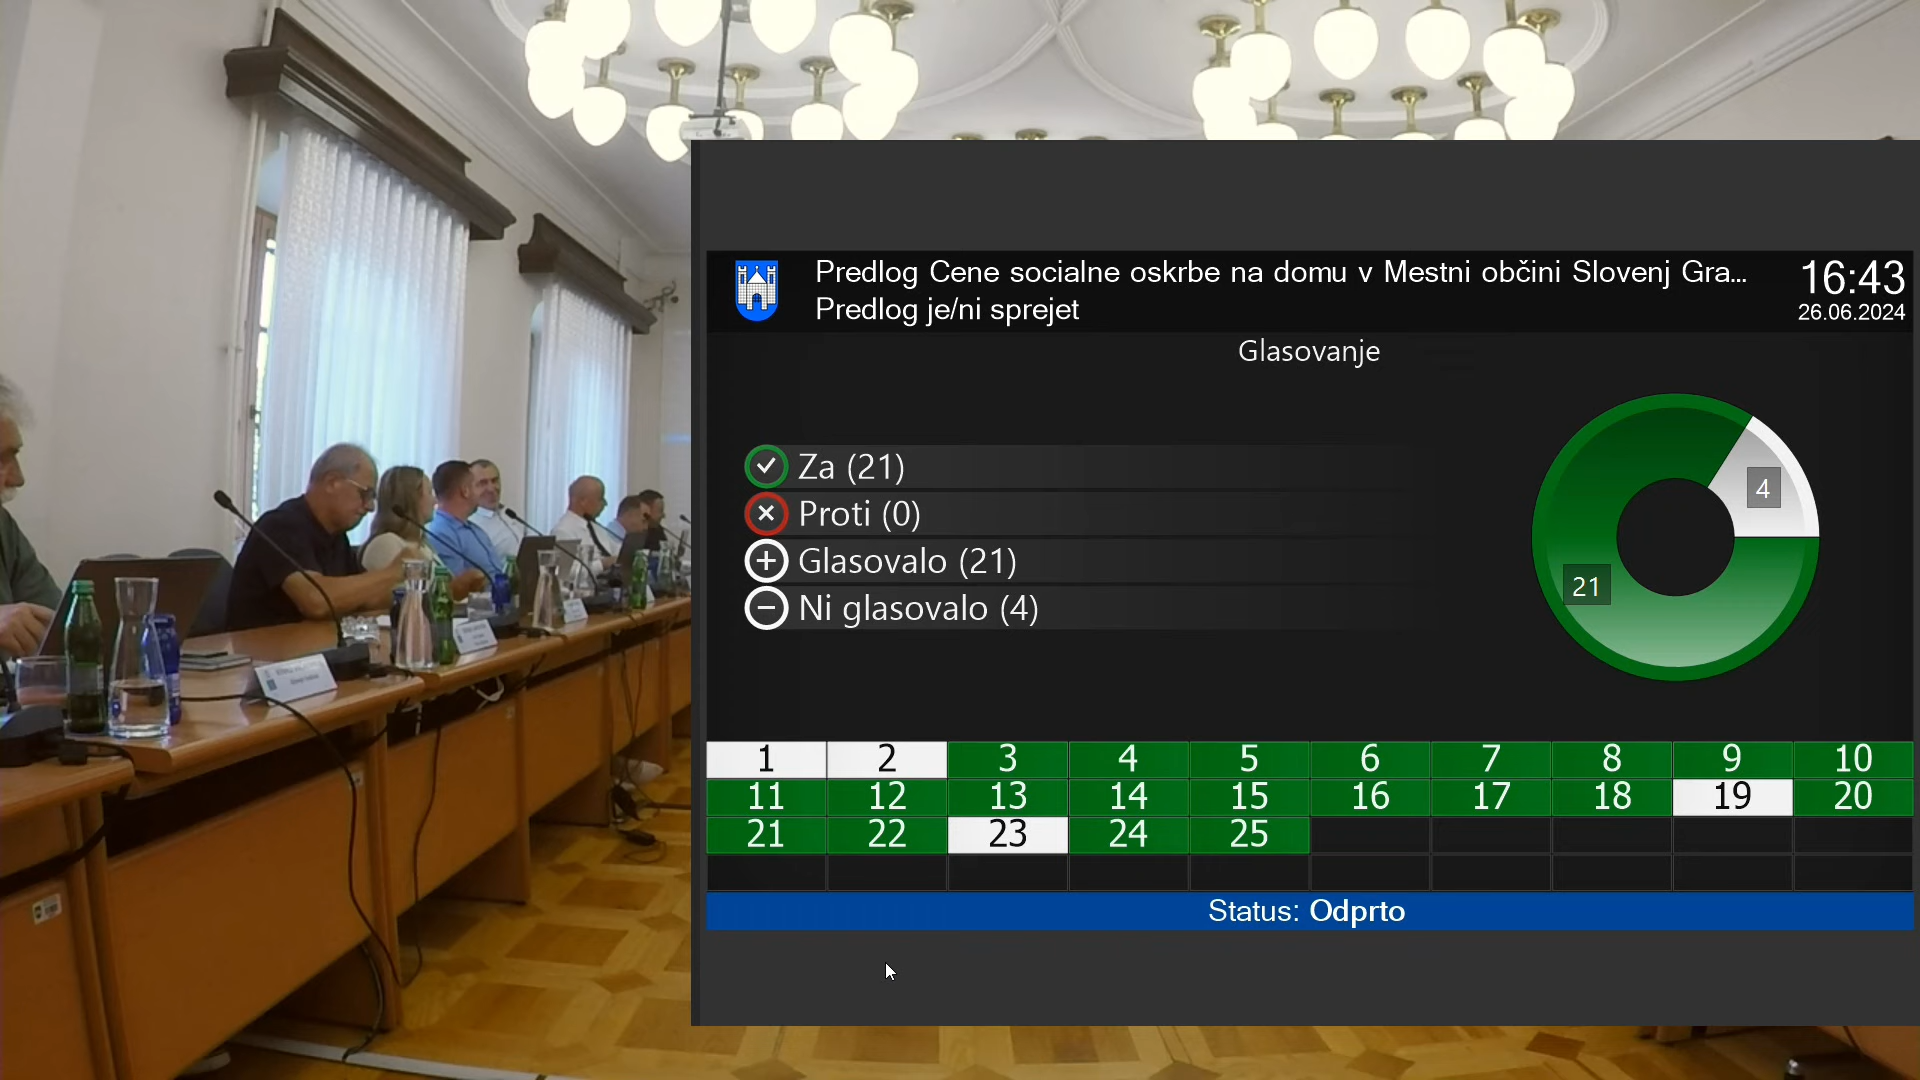 Predlog Cene socialne oskrbe na domu v Mestni občini Slovenj Gra...
Predlog je/ni sprejet
16:43
26.06.2024
Glasovanje
Za (21)
Proti (0)
Glasovalo (21)
Ni glasovalo (4)
4
21
1 2 3 4 5 6 7 8 9 10
11 12 13 14 15 16 17 18 19 20
21 22 23 24 25
Status: Odprto